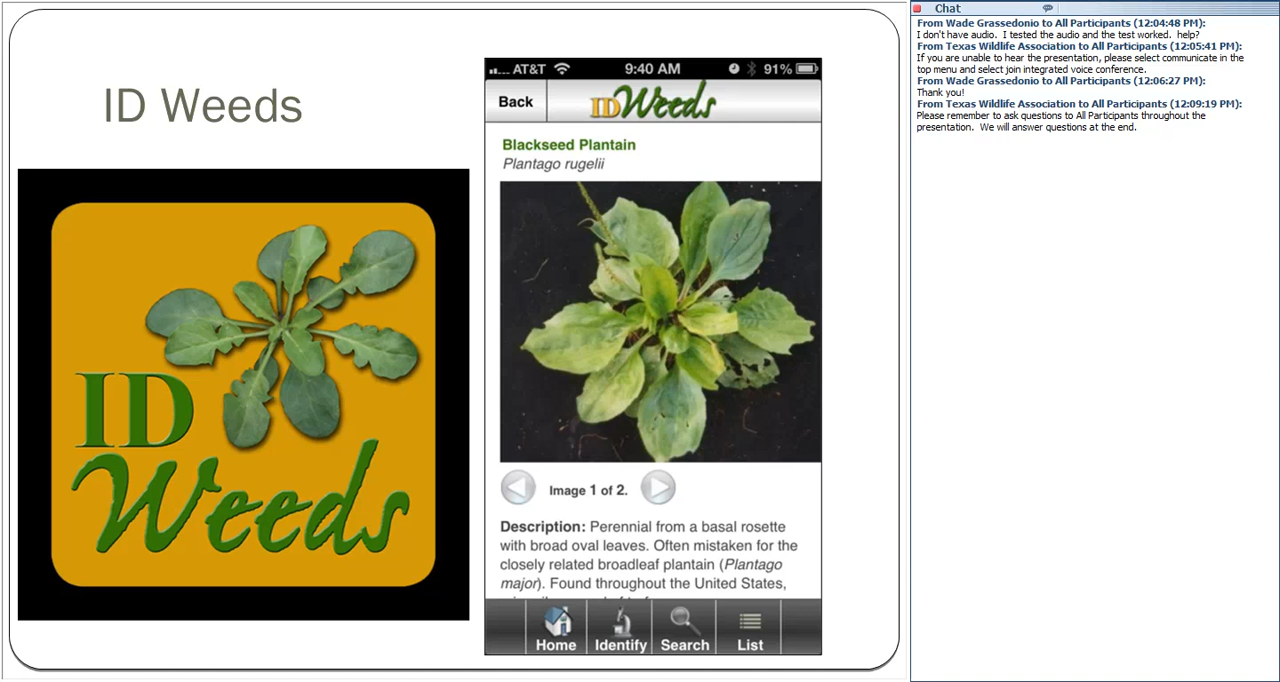 ID Weeds
ID
Weeds
AT&T 9:40 AM 91%
Back
IDWeeds
Blackseed Plantain
Plantago rugelii
Image 1 of 2.
Description: Perennial from a basal rosette
with broad oval leaves. Often mistaken for the
closely related broadleaf plantain (Plantago
major). Found throughout the United States,
Home Identify Search List
Chat
From Wade Grassedonio to All Participants (12:04:48 PM):
I don't have audio. I tested the audio and the test worked. help?
From Texas Wildlife Association to All Participants (12:05:41 PM):
If you are unable to hear the presentation, please select communicate in the
top menu and select join integrated voice conference.
From Wade Grassedonio to All Participants (12:06:27 PM):
Thank you!
From Texas Wildlife Association to All Participants (12:09:19 PM):
Please remember to ask questions to All Participants throughout the
presentation. We will answer questions at the end.